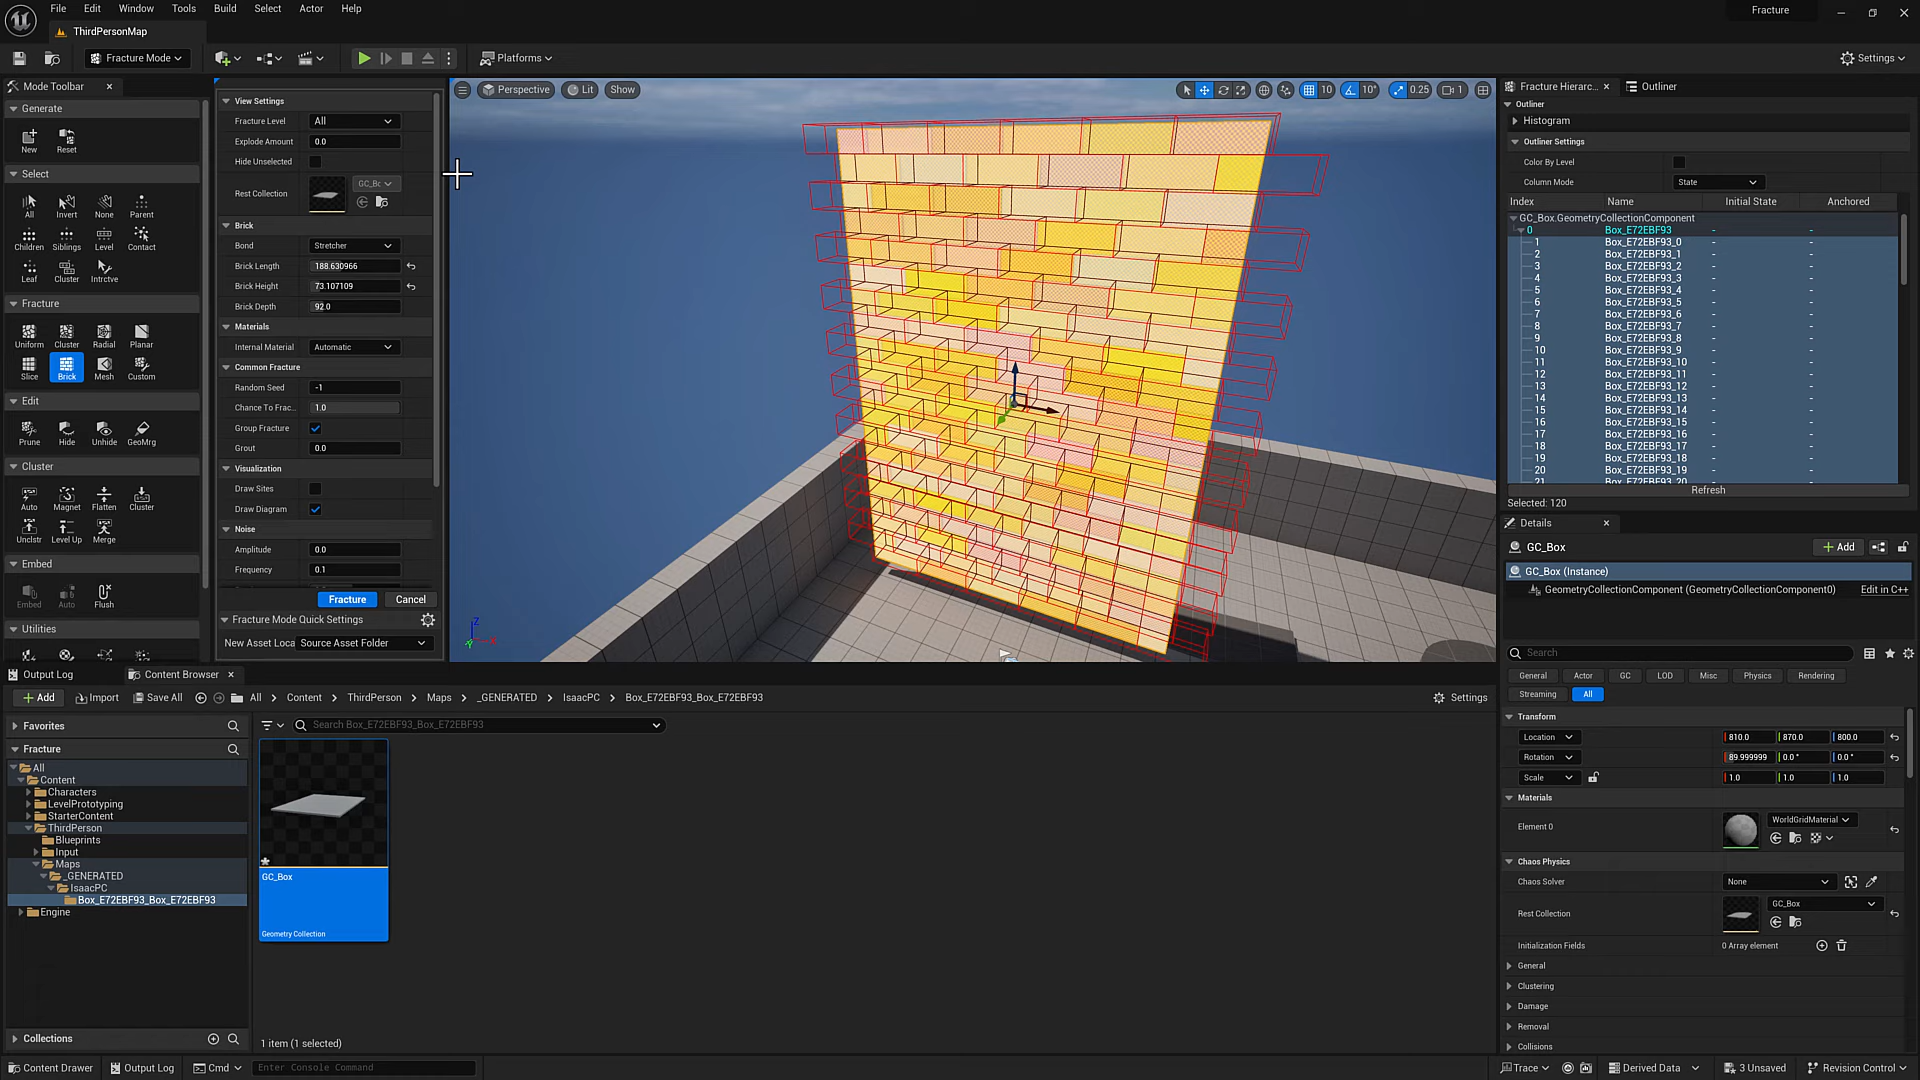 File Edit Window Tools Build Select Actor Help
Fracture
ThirdPersonMap
Fracture Mode
Platforms
Settings
Mode Toolbar
Generate
New Reset
Select
All Invert None Parent
Children Siblings Level Contact
Leaf Cluster Intrctve
Fracture
Uniform Cluster Radial Planar
Slice Brick Mesh Custom
Edit
Prune Hide Unhide GeoMrg
Cluster
Auto Magnet Flatten Cluster
Unclstr Level Up Merge
Embed
Embed Auto Flush
Utilities
View Settings
Fracture Level All
Explode Amount 0.0
Hide Unselected
Rest Collection GC_Bc
Brick
Bond Stretcher
Brick Length 188.630966
Brick Height 73.107109
Brick Depth 92.0
Materials
Internal Material Automatic
Common Fracture
Random Seed -1
Chance To Frac... 1.0
Group Fracture
Grout 0.0
Visualization
Draw Sites
Draw Diagram
Noise
Amplitude 0.0
Frequency 0.1
Fracture Cancel
Fracture Mode Quick Settings
New Asset Loca Source Asset Folder
Perspective Lit Show
10 10° 0.25 1
Z
X
Y
Fracture Hierarc... Outliner
Outliner
Histogram
Outliner Settings
Color By Level
Column Mode State
Index Name Initial State Anchored
GC_Box.GeometryCollectionComponent
0 Box_E72EBF93 - -
1 Box_E72EBF93_0 - -
2 Box_E72EBF93_1 - -
3 Box_E72EBF93_2 - -
4 Box_E72EBF93_3 - -
5 Box_E72EBF93_4 - -
6 Box_E72EBF93_5 - -
7 Box_E72EBF93_6 - -
8 Box_E72EBF93_7 - -
9 Box_E72EBF93_8 - -
10 Box_E72EBF93_9 - -
11 Box_E72EBF93_10 - -
12 Box_E72EBF93_11 - -
13 Box_E72EBF93_12 - -
14 Box_E72EBF93_13 - -
15 Box_E72EBF93_14 - -
16 Box_E72EBF93_15 - -
17 Box_E72EBF93_16 - -
18 Box_E72EBF93_17 - -
19 Box_E72EBF93_18 - -
20 Box_E72EBF93_19 - -
21 Box_E72EBF93_20 - -
Refresh
Selected: 120
Details
GC_Box
Add
GC_Box (Instance)
GeometryCollectionComponent (GeometryCollectionComponent0) Edit in C++
Search
General Actor GC LOD Misc Physics Rendering
Streaming All
Transform
Location 810.0 870.0 800.0
Rotation 89.999999 0.0° 0.0°
Scale 1.0 1.0 1.0
Materials
Element 0 WorldGridMaterial
Chaos Physics
Chaos Solver None
Rest Collection GC_Box
Initialization Fields 0 Array element
General
Clustering
Damage
Removal
Collisions
Output Log Content Browser
Add Import Save All All Content ThirdPerson Maps _GENERATED IsaacPC Box_E72EBF93_Box_E72EBF93 Settings
Favorites
Search Box_E72EBF93_Box_E72EBF93
Fracture
All
Content
Characters
LevelPrototyping
StarterContent
ThirdPerson
Blueprints
Input
Maps
_GENERATED
IsaacPC
Box_E72EBF93_Box_E72EBF93
Engine
GC_Box
Geometry Collection
Collections
1 item (1 selected)
Content Drawer Output Log Cmd Enter Console Command Trace Derived Data 3 Unsaved Revision Control